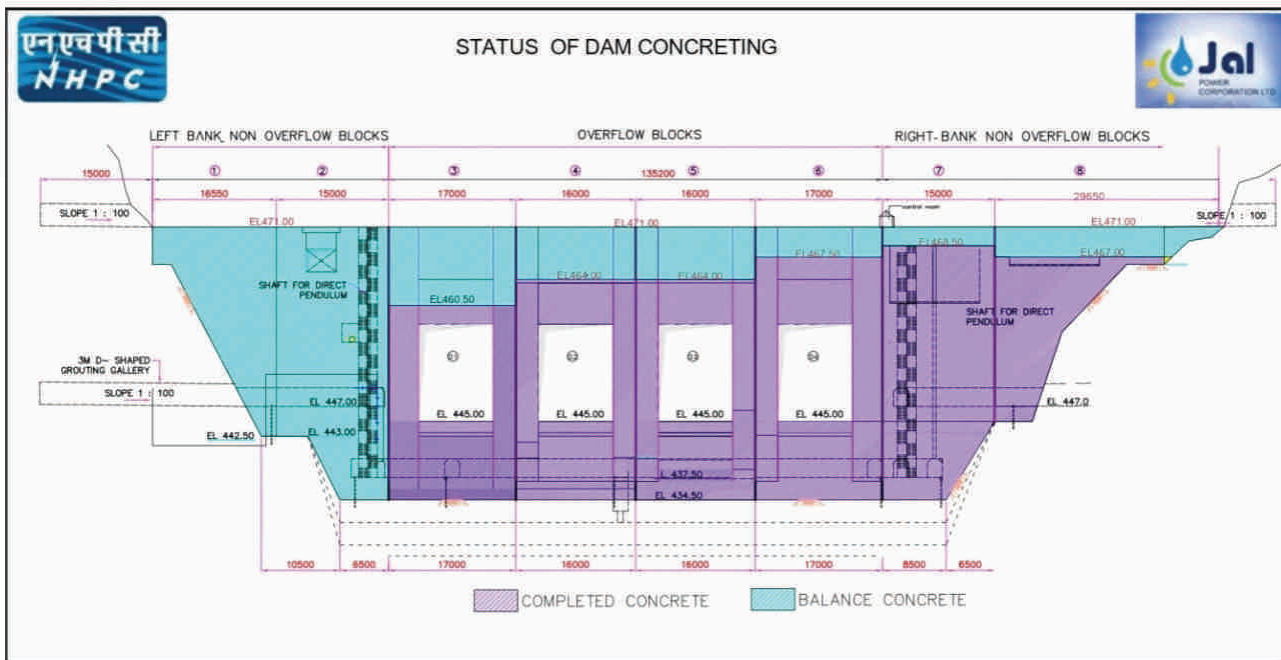 एनएचपीसी
NHPC
STATUS OF DAM CONCRETING
Jal
POWER
CORPORATION LTD
LEFT BANK NON OVERFLOW BLOCKS
OVERFLOW BLOCKS
RIGHT-BANK NON OVERFLOW BLOCKS
① ② ③ ④ ⑤ ⑥ ⑦ ⑧
135200
15000 16550 15000 17000 16000 16000 17000 15000 29650
SLOPE 1 : 100
EL471.00
EL471.00
control room
EL471.00
SLOPE 1 : 100
EL467.50
EL468.50
EL467.00
EL464.00
EL464.00
SHAFT FOR DIRECT
PENDULUM
EL460.50
SHAFT FOR DIRECT
PENDULUM
3M D- SHAPED
GROUTING GALLERY
SLOPE 1 : 100
EL 447.00
EL 447.0
EL 445.00
EL 445.00
EL 445.00
EL 445.00
EL 442.50
EL 443.00
L 437.50
EL 434.50
10500 6500 17000 16000 16000 17000 8500 6500
COMPLETED CONCRETE
BALANCE CONCRETE